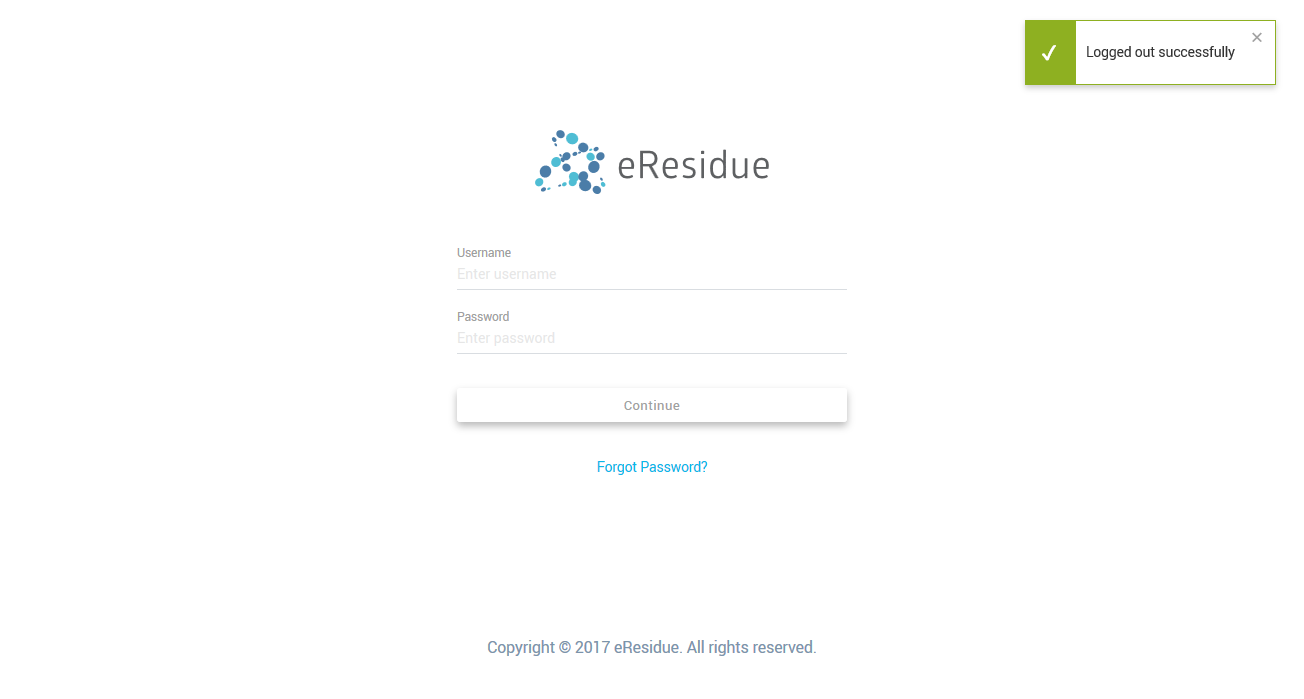 Logged out successfully
eResidue
Username
Enter username
Password
Enter password
Continue
Forgot Password?
Copyright © 2017 eResidue. All rights reserved.